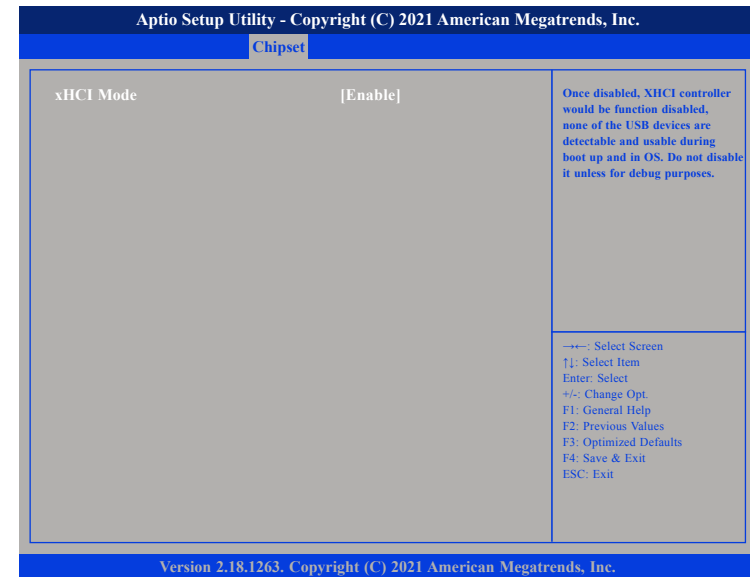 Aptio Setup Utility - Copyright (C) 2021 American Megatrends, Inc.
Chipset
xHCI Mode [Enable]
Once disabled, XHCI controller
would be function disabled,
none of the USB devices are
detectable and usable during
boot up and in OS. Do not disable
it unless for debug purposes.
→←: Select Screen
↑↓: Select Item
Enter: Select
+/-: Change Opt.
F1: General Help
F2: Previous Values
F3: Optimized Defaults
F4: Save & Exit
ESC: Exit
Version 2.18.1263. Copyright (C) 2021 American Megatrends, Inc.